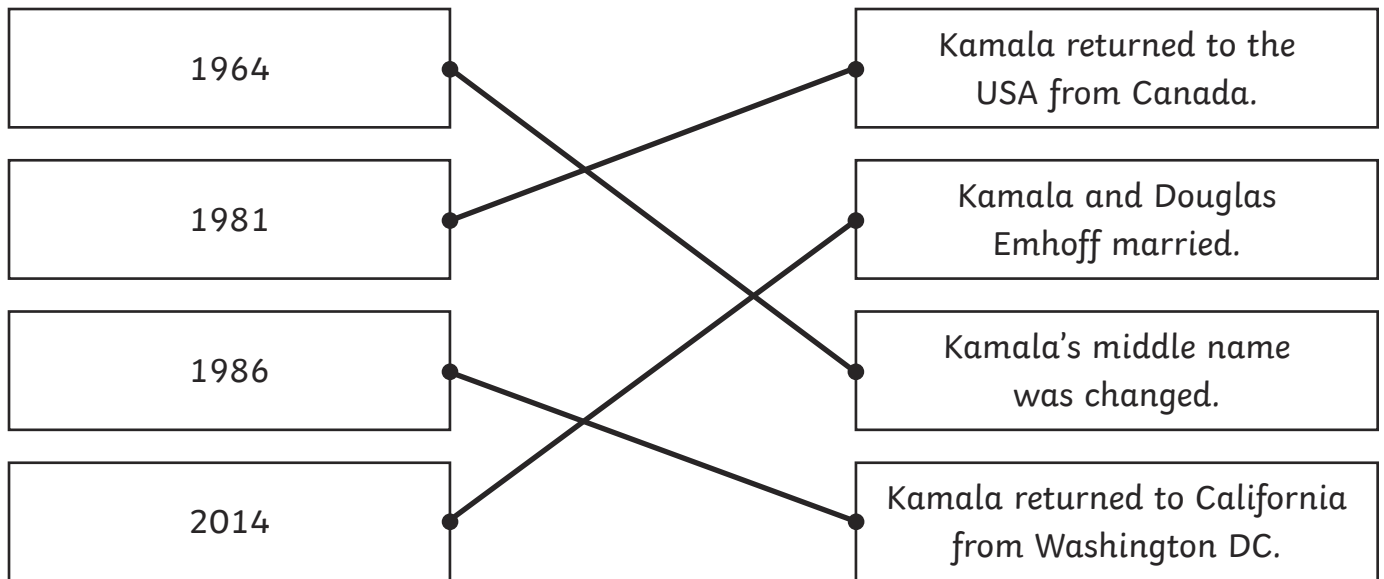 1964
Kamala returned to the
USA from Canada.
1981
Kamala and Douglas
Emhoff married.
1986
Kamala’s middle name
was changed.
2014
Kamala returned to California
from Washington DC.